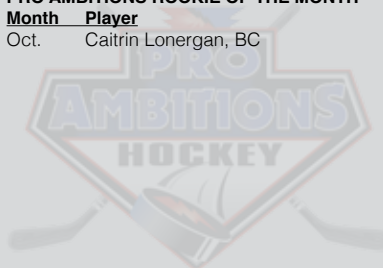 PRO AMBITIONS ROOKIE OF THE MONTH
Month Player
Oct. Caitrin Lonergan, BC
PRO
AMBITIONS
HOCKEY